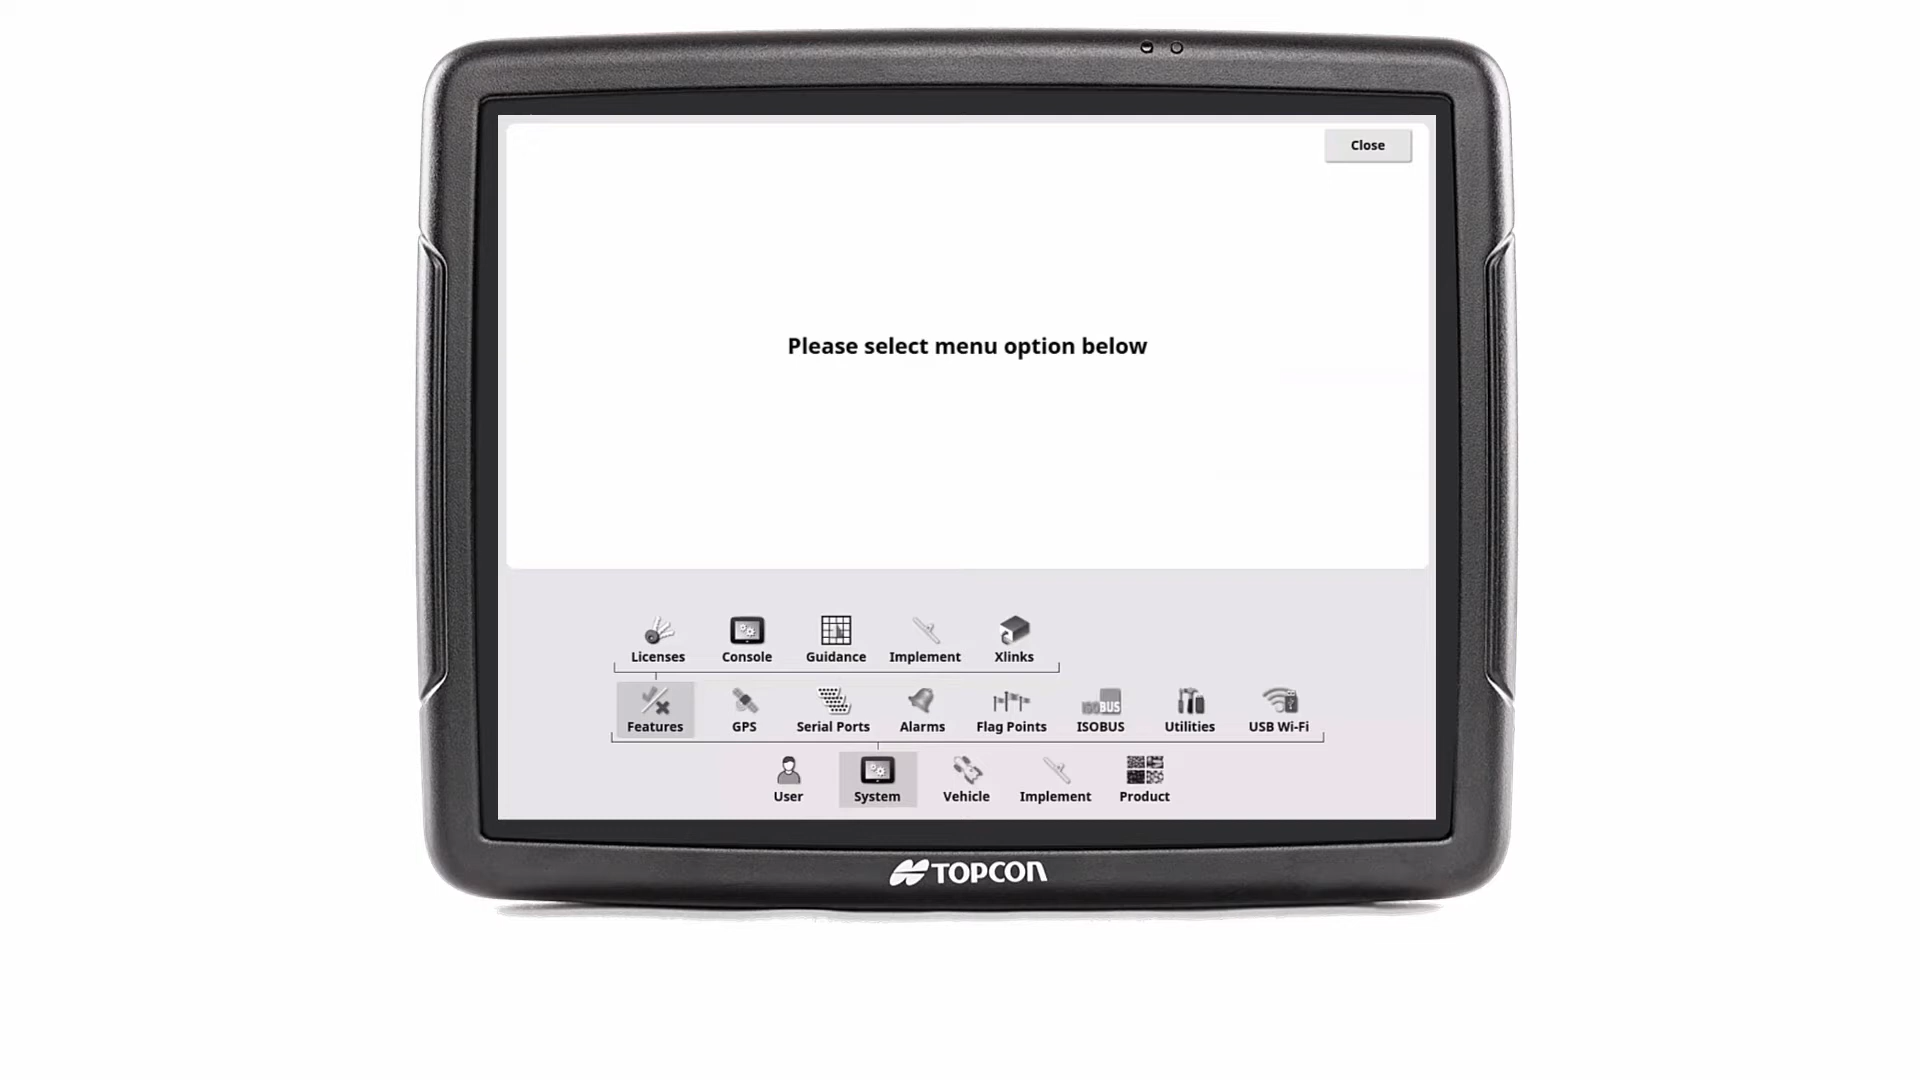 Close
Please select menu option below
Licenses Console Guidance Implement Xlinks
Features GPS Serial Ports Alarms Flag Points ISOBUS Utilities USB Wi-Fi
User System Vehicle Implement Product
TOPCON